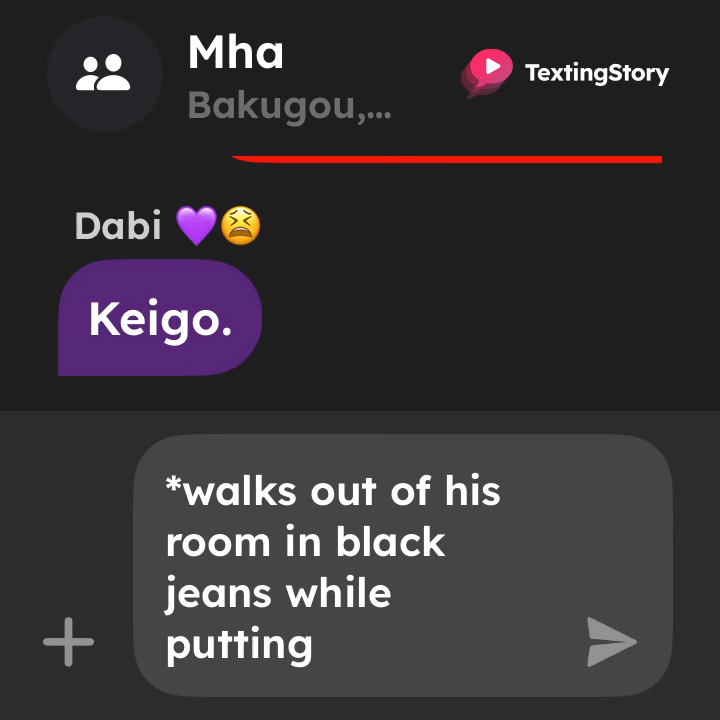 Mha
TextingStory
Bakugou,...
Dabi 💜😫
Keigo.
*walks out of his
room in black
jeans while
putting